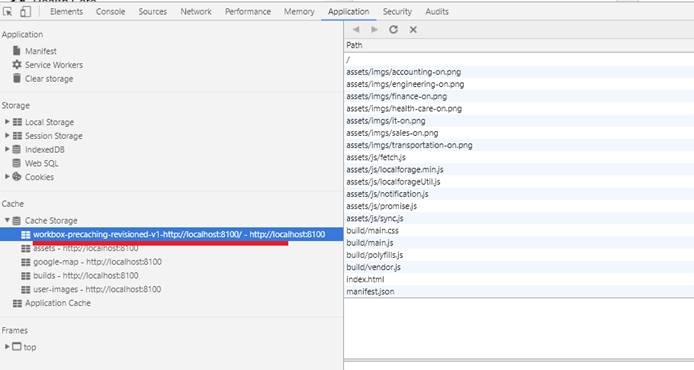 Elements Console Sources Network Performance Memory Application Security Audits
Application
Manifest
Service Workers
Clear storage
Storage
Local Storage
Session Storage
IndexedDB
Web SQL
Cookies
Cache
Cache Storage
workbox-precaching-revisioned-v1-http://localhost:8100/ - http://localhost:8100
assets - http://localhost:8100
google-map - http://localhost:8100
builds - http://localhost:8100
user-images - http://localhost:8100
Application Cache
Frames
top
Path
/
assets/imgs/accounting-on.png
assets/imgs/engineering-on.png
assets/imgs/finance-on.png
assets/imgs/health-care-on.png
assets/imgs/it-on.png
assets/imgs/sales-on.png
assets/imgs/transportation-on.png
assets/js/fetch.js
assets/js/localforage.min.js
assets/js/localforageUtil.js
assets/js/notification.js
assets/js/promise.js
assets/js/sync.js
build/main.css
build/main.js
build/polyfills.js
build/vendor.js
index.html
manifest.json